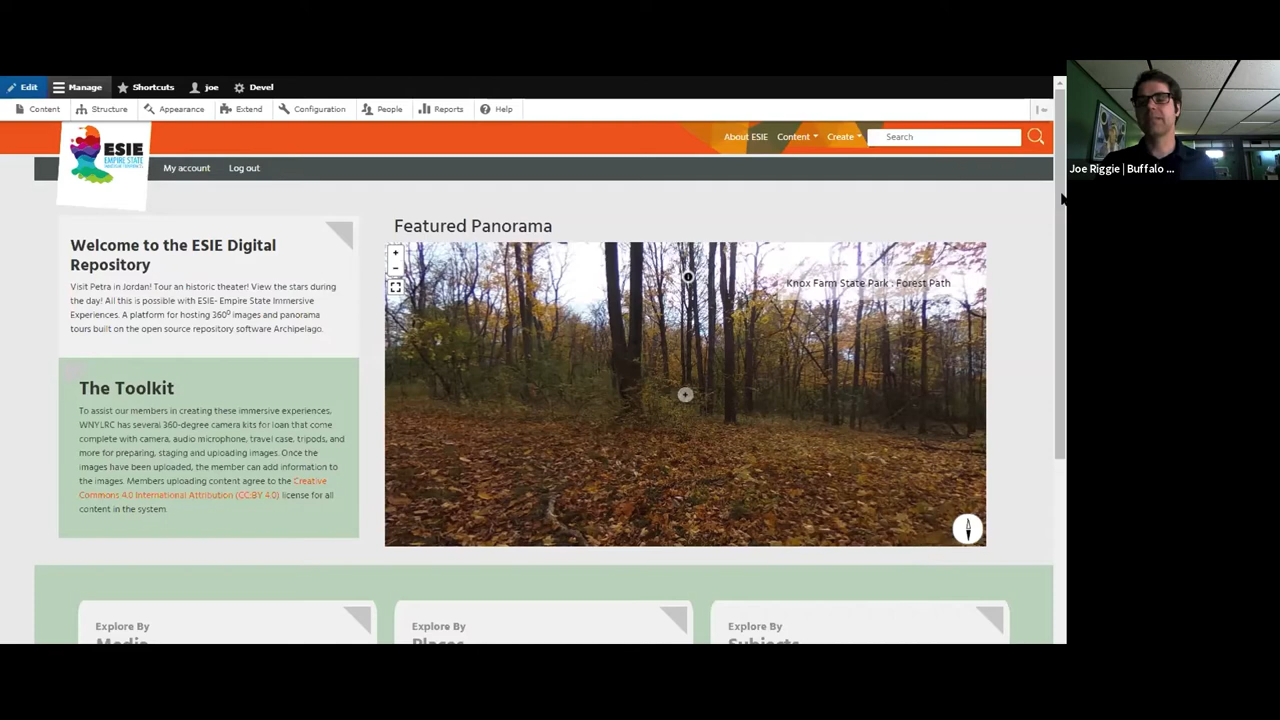 Edit
Manage
Shortcuts
joe
Devel
Content
Structure
Appearance
Extend
Configuration
People
Reports
Help
ESIE
EMPIRE STATE
About ESIE
Content
Create
Search
My account
Log out
Welcome to the ESIE Digital
Repository
Visit Petra in Jordan! Tour an historic theater! View the stars during
the day! All this is possible with ESIE- Empire State Immersive
Experiences. A platform for hosting 360⁰ images and panorama
tours built on the open source repository software Archipelago.
The Toolkit
To assist our members in creating these immersive experiences,
WNYLRC has several 360-degree camera kits for loan that come
complete with camera, audio microphone, travel case, tripods, and
more for preparing, staging and uploading images. Once the
images have been uploaded, the member can add information to
the images. Members uploading content agree to the Creative
Commons 4.0 International Attribution (CC:BY 4.0) license for all
content in the system.
Featured Panorama
+
−
Knox Farm State Park : Forest Path
Explore By
Media
Explore By
Places
Explore By
Subjects
Joe Riggie | Buffalo ...